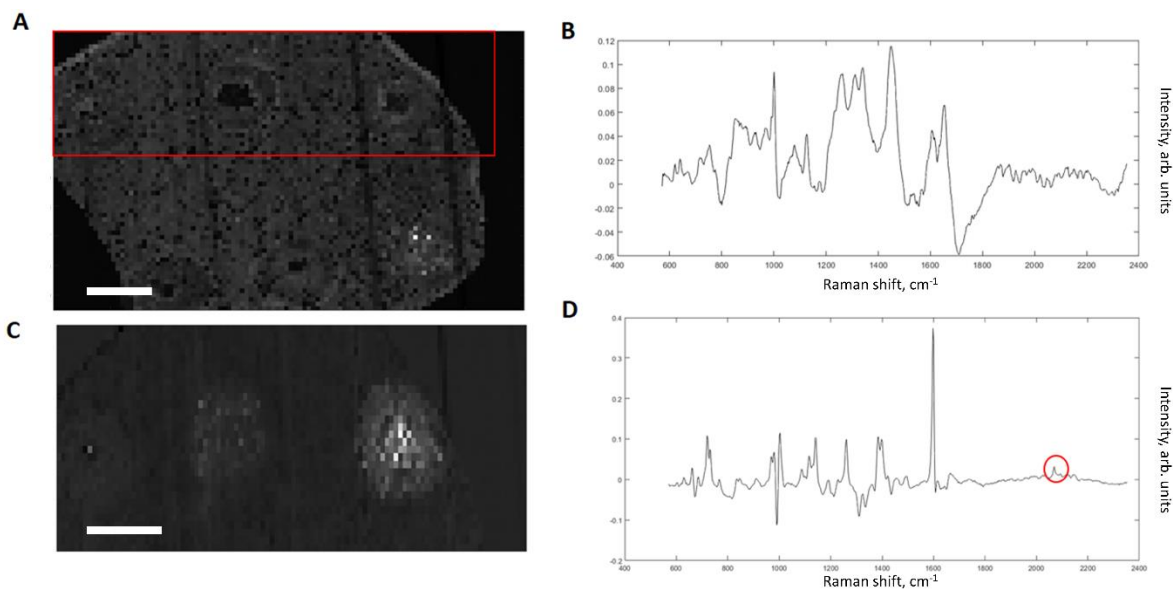 A
B
0.12
0.1
0.08
0.06
0.04
0.02
0
-0.02
-0.04
-0.06
400 600 800 1000 1200 1400 1600 1800 2000 2200 2400
Raman shift, cm-1
Intensity, arb. units
C
D
0.4
0.3
0.2
0.1
0
-0.1
-0.2
400 600 800 1000 1200 1400 1600 1800 2000 2200 2400
Raman shift, cm-1
Intensity, arb. units